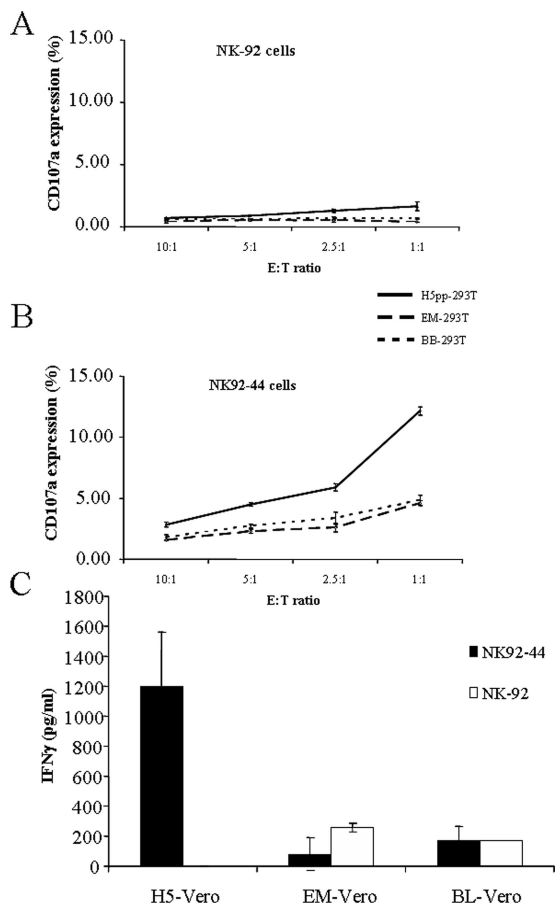 A
NK-92 cells
CD107a expression (%)
15.00
10.00
5.00
0.00
10:1
5:1
2.5:1
1:1
E:T ratio
H5pp-293T
EM-293T
BB-293T
B
NK92-44 cells
CD107a expression (%)
15.00
10.00
5.00
0.00
10:1
5:1
2.5:1
1:1
E:T ratio
C
IFNγ (pg/ml)
1800
1600
1400
1200
1000
800
600
400
200
0
NK92-44
NK-92
H5-Vero
EM-Vero
BL-Vero